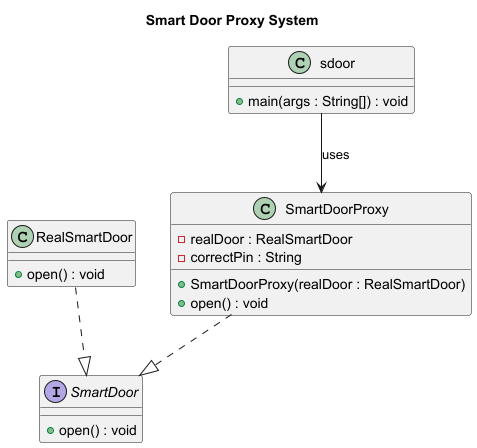 Smart Door Proxy System
C sdoor
main(args : String[]) : void
uses
C SmartDoorProxy
realDoor : RealSmartDoor
correctPin : String
SmartDoorProxy(realDoor : RealSmartDoor)
open() : void
C RealSmartDoor
open() : void
I SmartDoor
open() : void